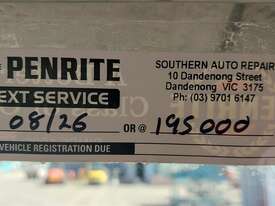 PENRITE
EXT SERVICE
08/26 OR @ 195000
VEHICLE REGISTRATION DUE
SOUTHERN AUTO REPAIR
10 Dandenong Street
Dandenong VIC 3175
Ph: (03) 9701 6147